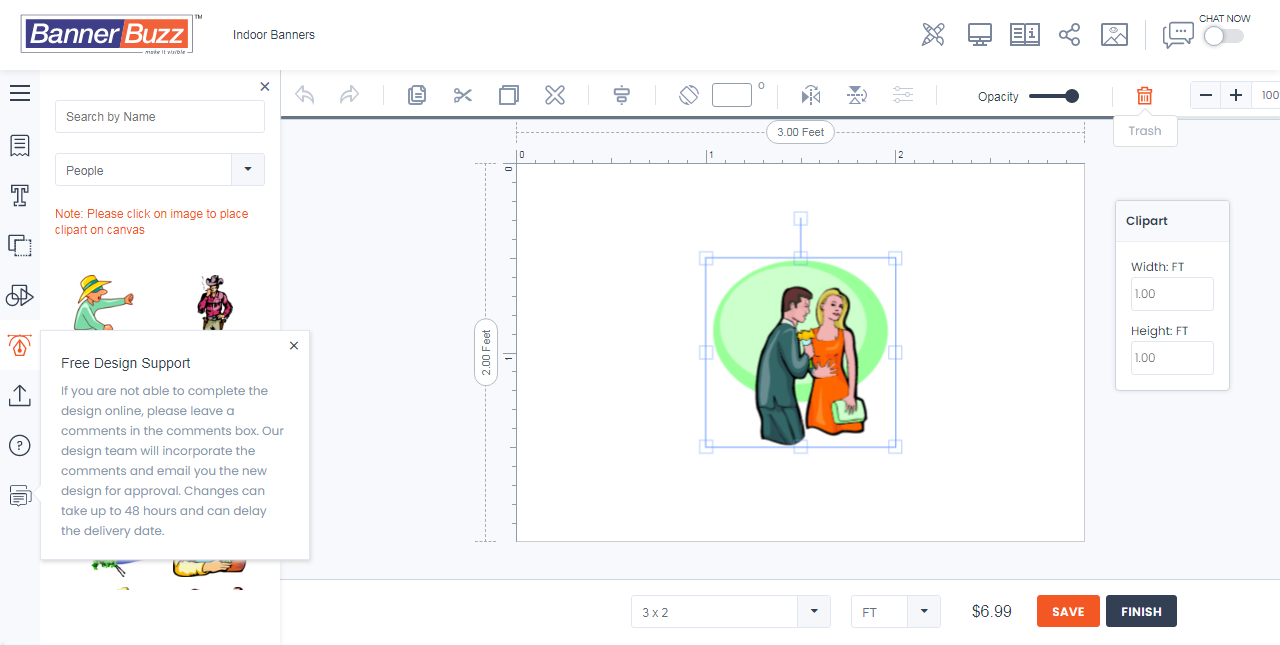 BannerBuzz™
make it visible
Indoor Banners
CHAT NOW
Search by Name
People
Note: Please click on image to place
clipart on canvas
Free Design Support
If you are not able to complete the
design online, please leave a
comments in the comments box. Our
design team will incorporate the
comments and email you the new
design for approval. Changes can
take up to 48 hours and can delay
the delivery date.
O
Opacity
100
Trash
3.00 Feet
0
1
2
0
1
2.00 Feet
Clipart
Width: FT
1.00
Height: FT
1.00
3 x 2
FT
$6.99
SAVE
FINISH